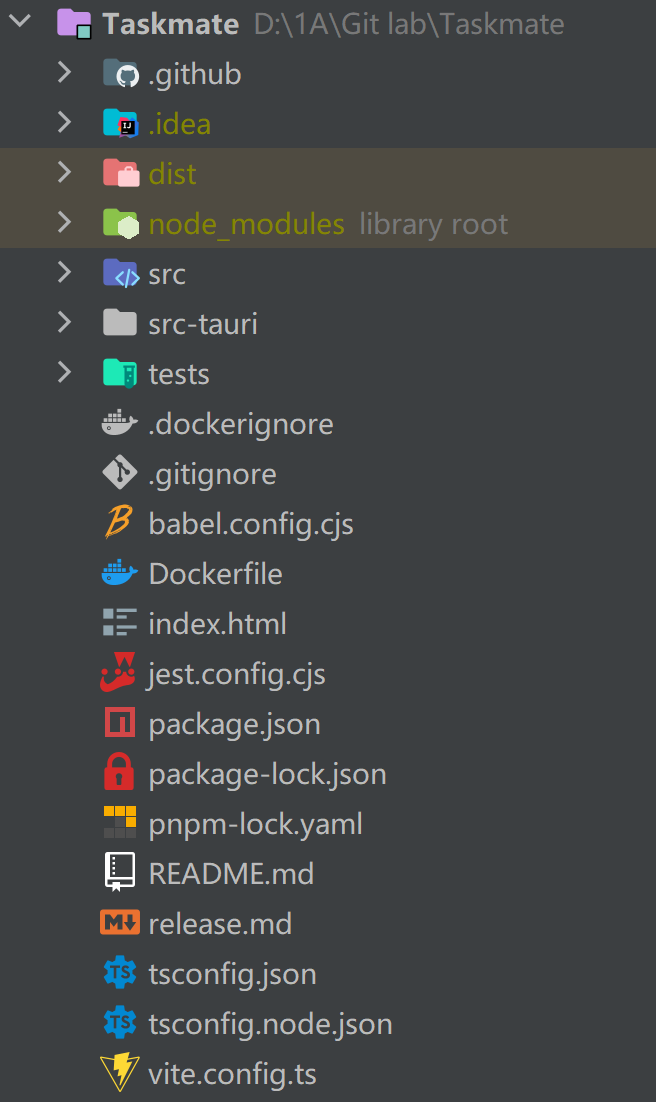 Taskmate D:\1A\Git lab\Taskmate
.github
.idea
dist
node_modules library root
src
src-tauri
tests
.dockerignore
.gitignore
babel.config.cjs
Dockerfile
index.html
jest.config.cjs
package.json
package-lock.json
pnpm-lock.yaml
README.md
release.md
tsconfig.json
tsconfig.node.json
vite.config.ts